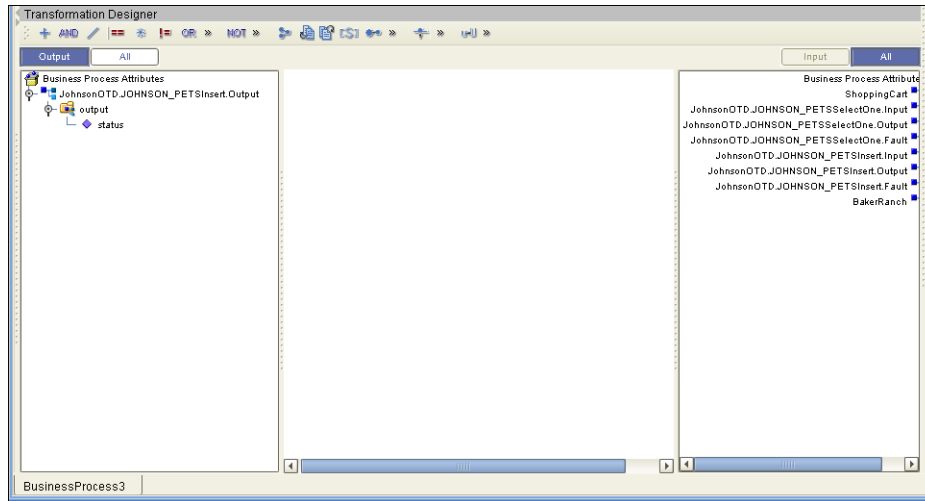 Transformation Designer
AND == != OR » NOT » [S] » » »
Output All Input All
Business Process Attributes
JohnsonOTD.JOHNSON_PETSInsert.Output
output
status
Business Process Attribute
ShoppingCart
JohnsonOTD.JOHNSON_PETSSelectOne.Input
JohnsonOTD.JOHNSON_PETSSelectOne.Output
JohnsonOTD.JOHNSON_PETSSelectOne.Fault
JohnsonOTD.JOHNSON_PETSInsert.Input
JohnsonOTD.JOHNSON_PETSInsert.Output
JohnsonOTD.JOHNSON_PETSInsert.Fault
BakerRanch
BusinessProcess3